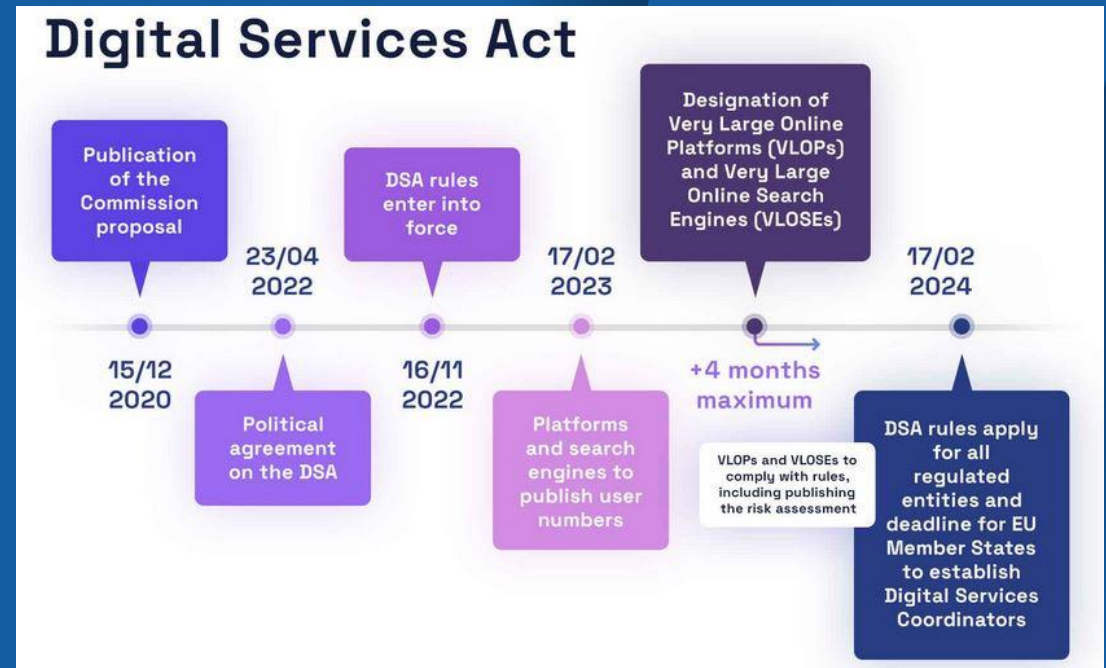 Digital Services Act
Publication
of the
Commission
proposal
15/12
2020
23/04
2022
Political
agreement
on the DSA
DSA rules
enter into
force
16/11
2022
17/02
2023
Platforms
and search
engines to
publish user
numbers
Designation of
Very Large Online
Platforms (VLOPs)
and Very Large
Online Search
Engines (VLOSEs)
+4 months
maximum
VLOPs and VLOSEs to
comply with rules,
including publishing
the risk assessment
17/02
2024
DSA rules apply
for all
regulated
entities and
deadline for EU
Member States
to establish
Digital Services
Coordinators